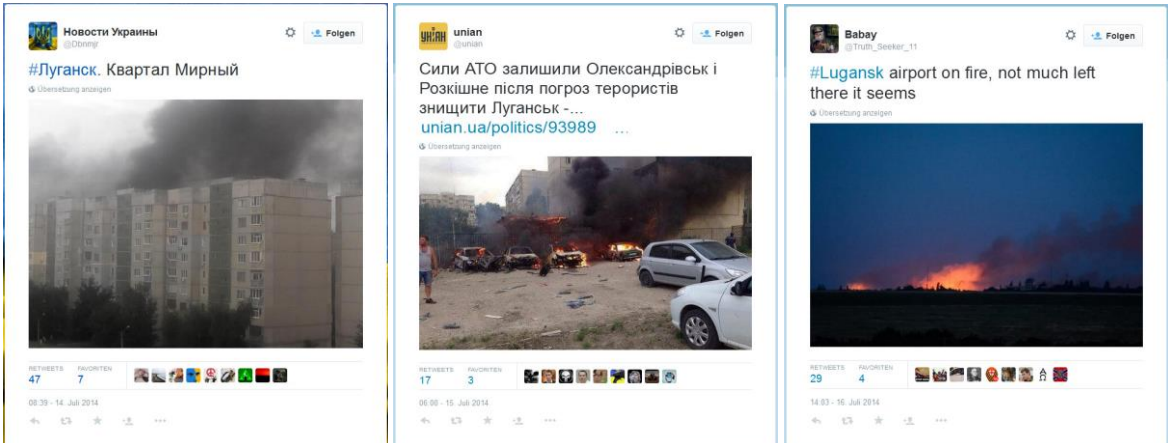 Новости Украины
@Dbnmjr
Folgen
#Луганск. Квартал Мирный
Übersetzung anzeigen
RETWEETS FAVORITEN
47 7
08:39 - 14. Juli 2014
УНІАН
unian
@unian
Folgen
Сили АТО залишили Олександрівськ і
Розкішне після погроз терористів
знищити Луганськ -...
unian.ua/politics/93989 ...
Übersetzung anzeigen
RETWEETS FAVORITEN
17 3
06:00 - 15. Juli 2014
Babay
@Truth_Seeker_11
Folgen
#Lugansk airport on fire, not much left
there it seems
Übersetzung anzeigen
RETWEETS FAVORITEN
29 4
14:03 - 16. Juli 2014